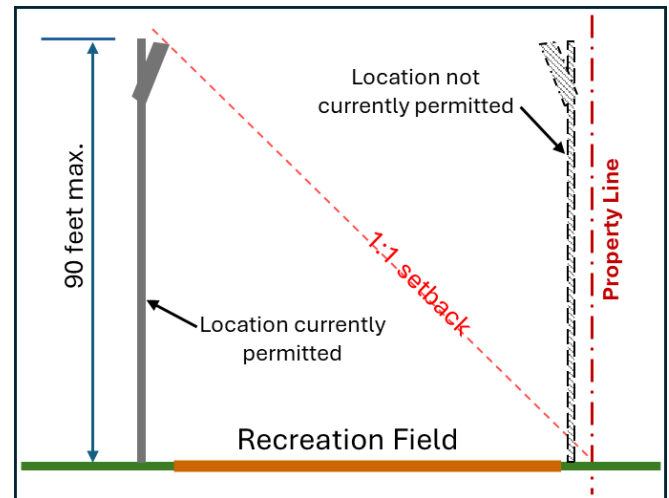 Location not
currently permitted
90 feet max.
Property Line
1:1 setback
Location currently
permitted
Recreation Field